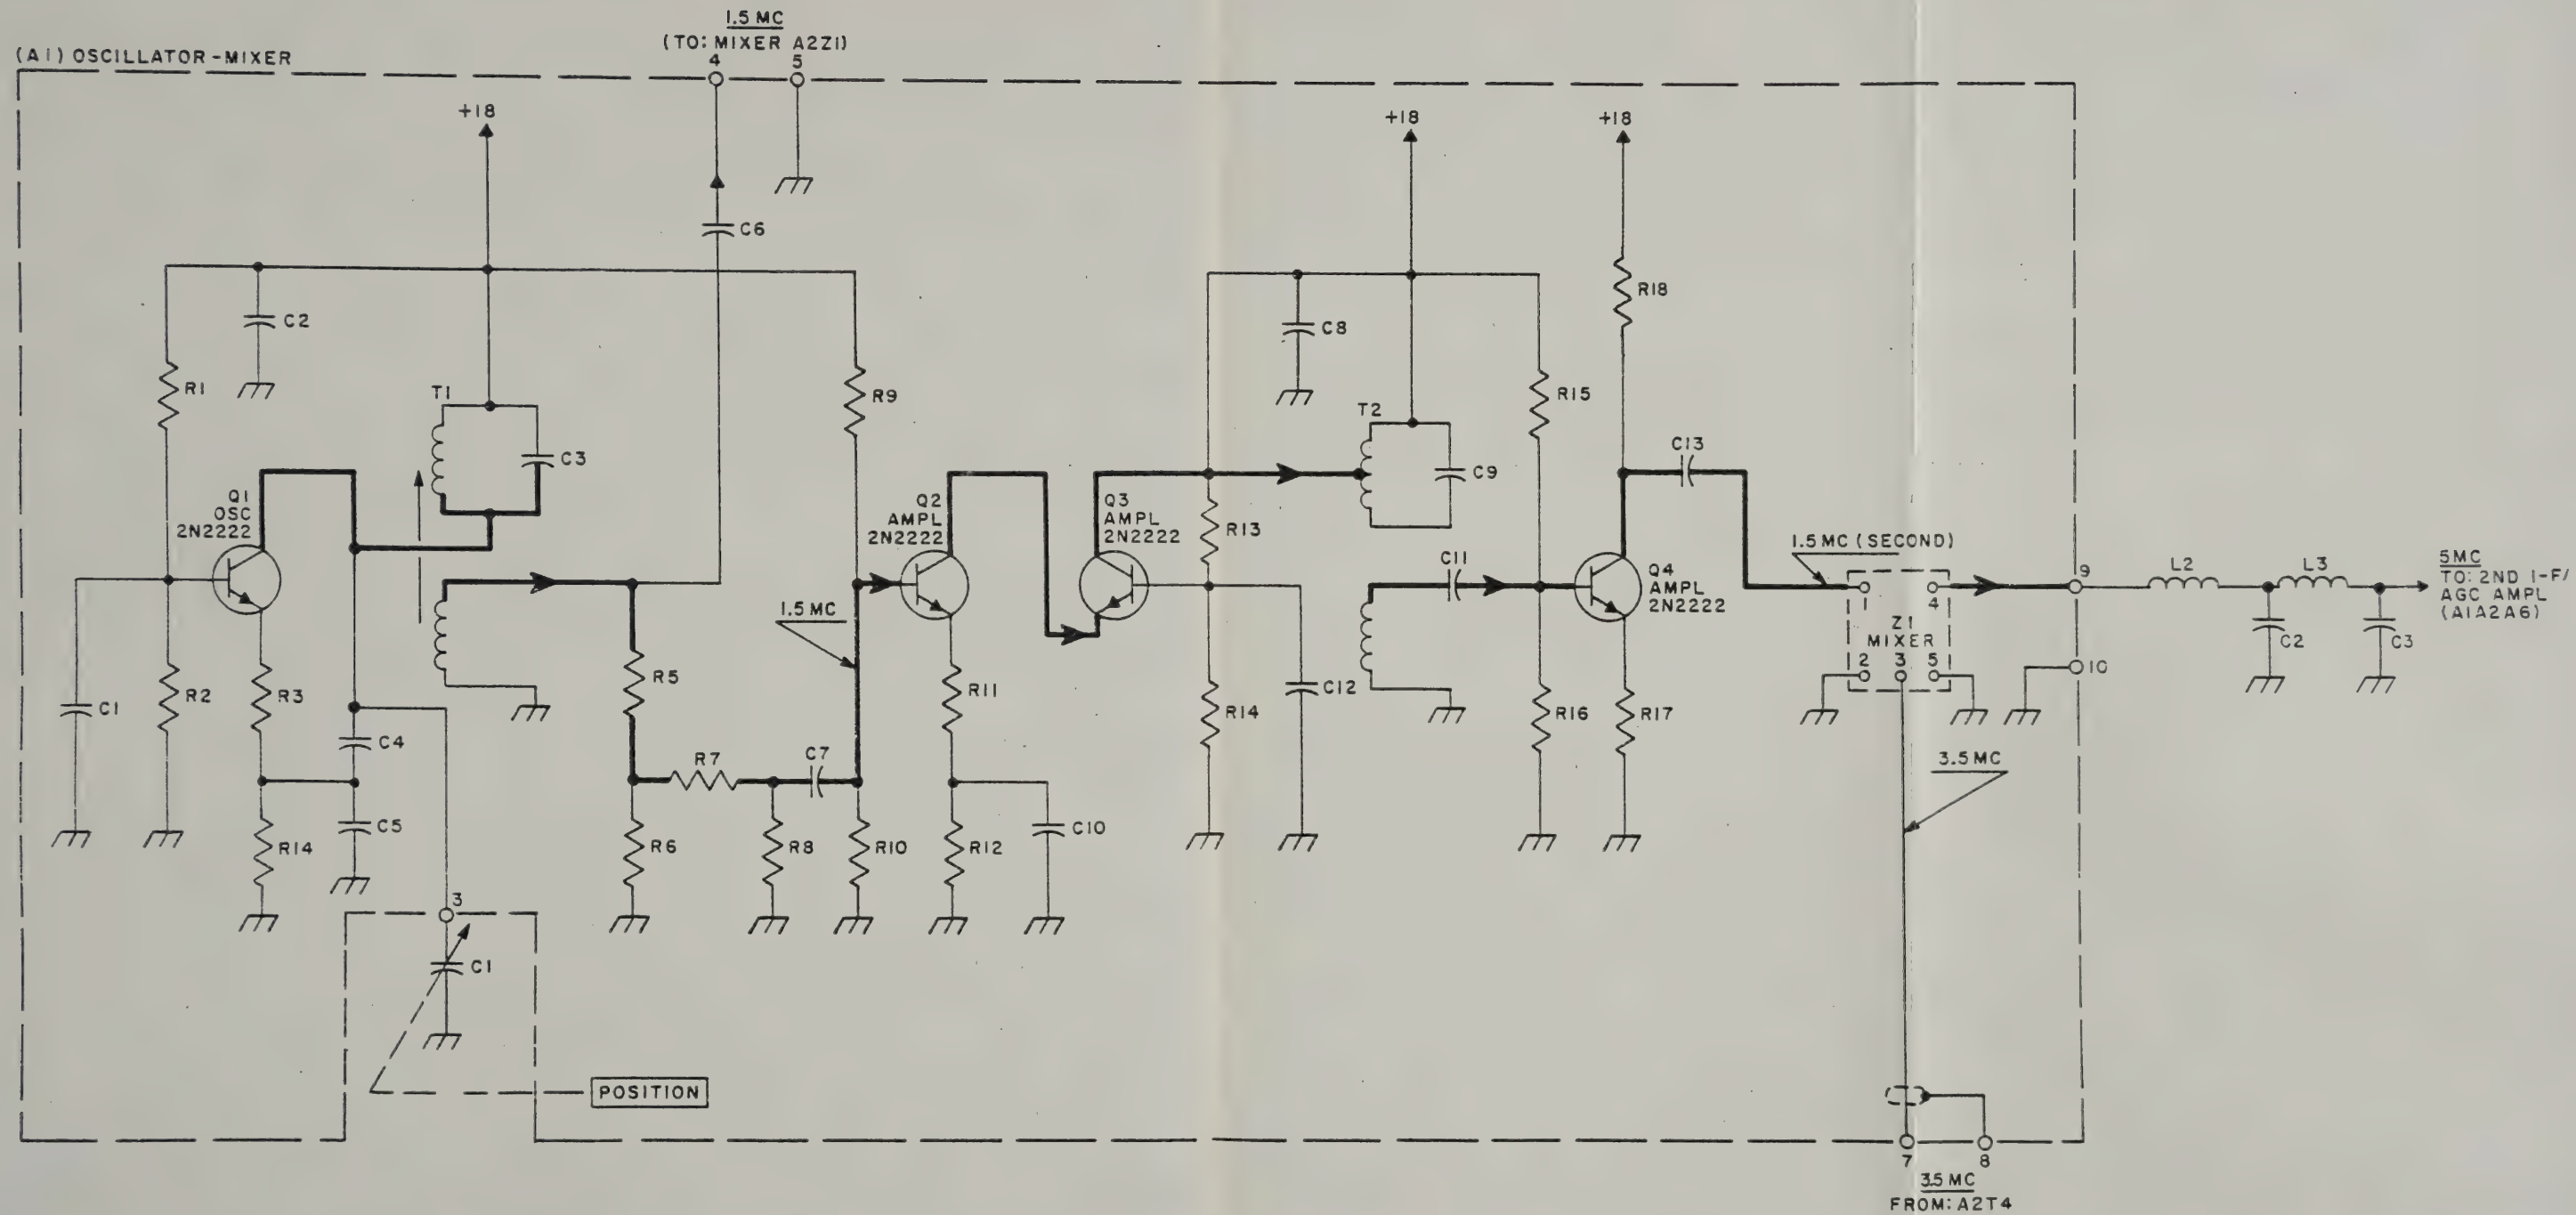 1.5 MC
(TO: MIXER A2Z1)
(A1) OSCILLATOR-MIXER
4
5
+18
+18
+18
C6
C2
R18
C8
R1
T1
R9
R15
T2
C3
C13
C9
Q1
OSC
2N2222
Q2
AMPL
2N2222
Q3
AMPL
2N2222
R13
C11
Q4
AMPL
2N2222
1.5 MC (SECOND)
1
4
Z1
MIXER
2
3
5
9
L2
L3
5MC
TO: 2ND I-F/
AGC AMPL
(A1A2A6)
C2
C3
10
1.5 MC
C1
R2
R3
R5
R11
R14
C12
R16
R17
C4
R7
C7
3.5 MC
R14
C5
R6
R8
R10
R12
C10
3
C1
POSITION
7
8
3.5 MC
FROM: A2T4